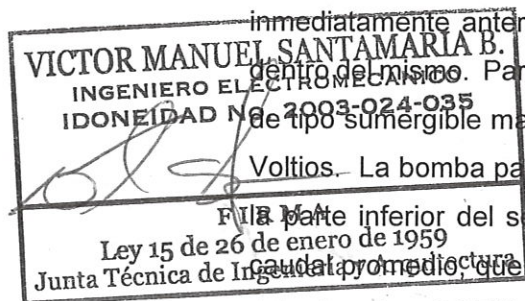 inmediatamente anter
VICTOR MANUEL SANTAMARIA B.
INGENIERO ELECTROMECANICO
dentro del mismo. Par
IDONEIDAD No. 2003-024-035
de tipo sumergible ma
Voltios. La bomba pa
FIRMA
la parte inferior del s
Ley 15 de 26 de enero de 1959
Junta Técnica de Ingeniería y Arquitectura
caudal promedio, que